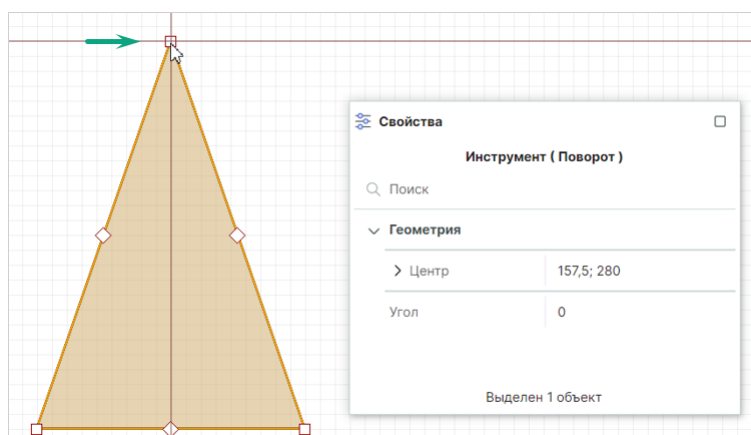 Свойства
Инструмент ( Поворот )
Поиск
Геометрия
Центр 157,5; 280
Угол 0
Выделен 1 объект